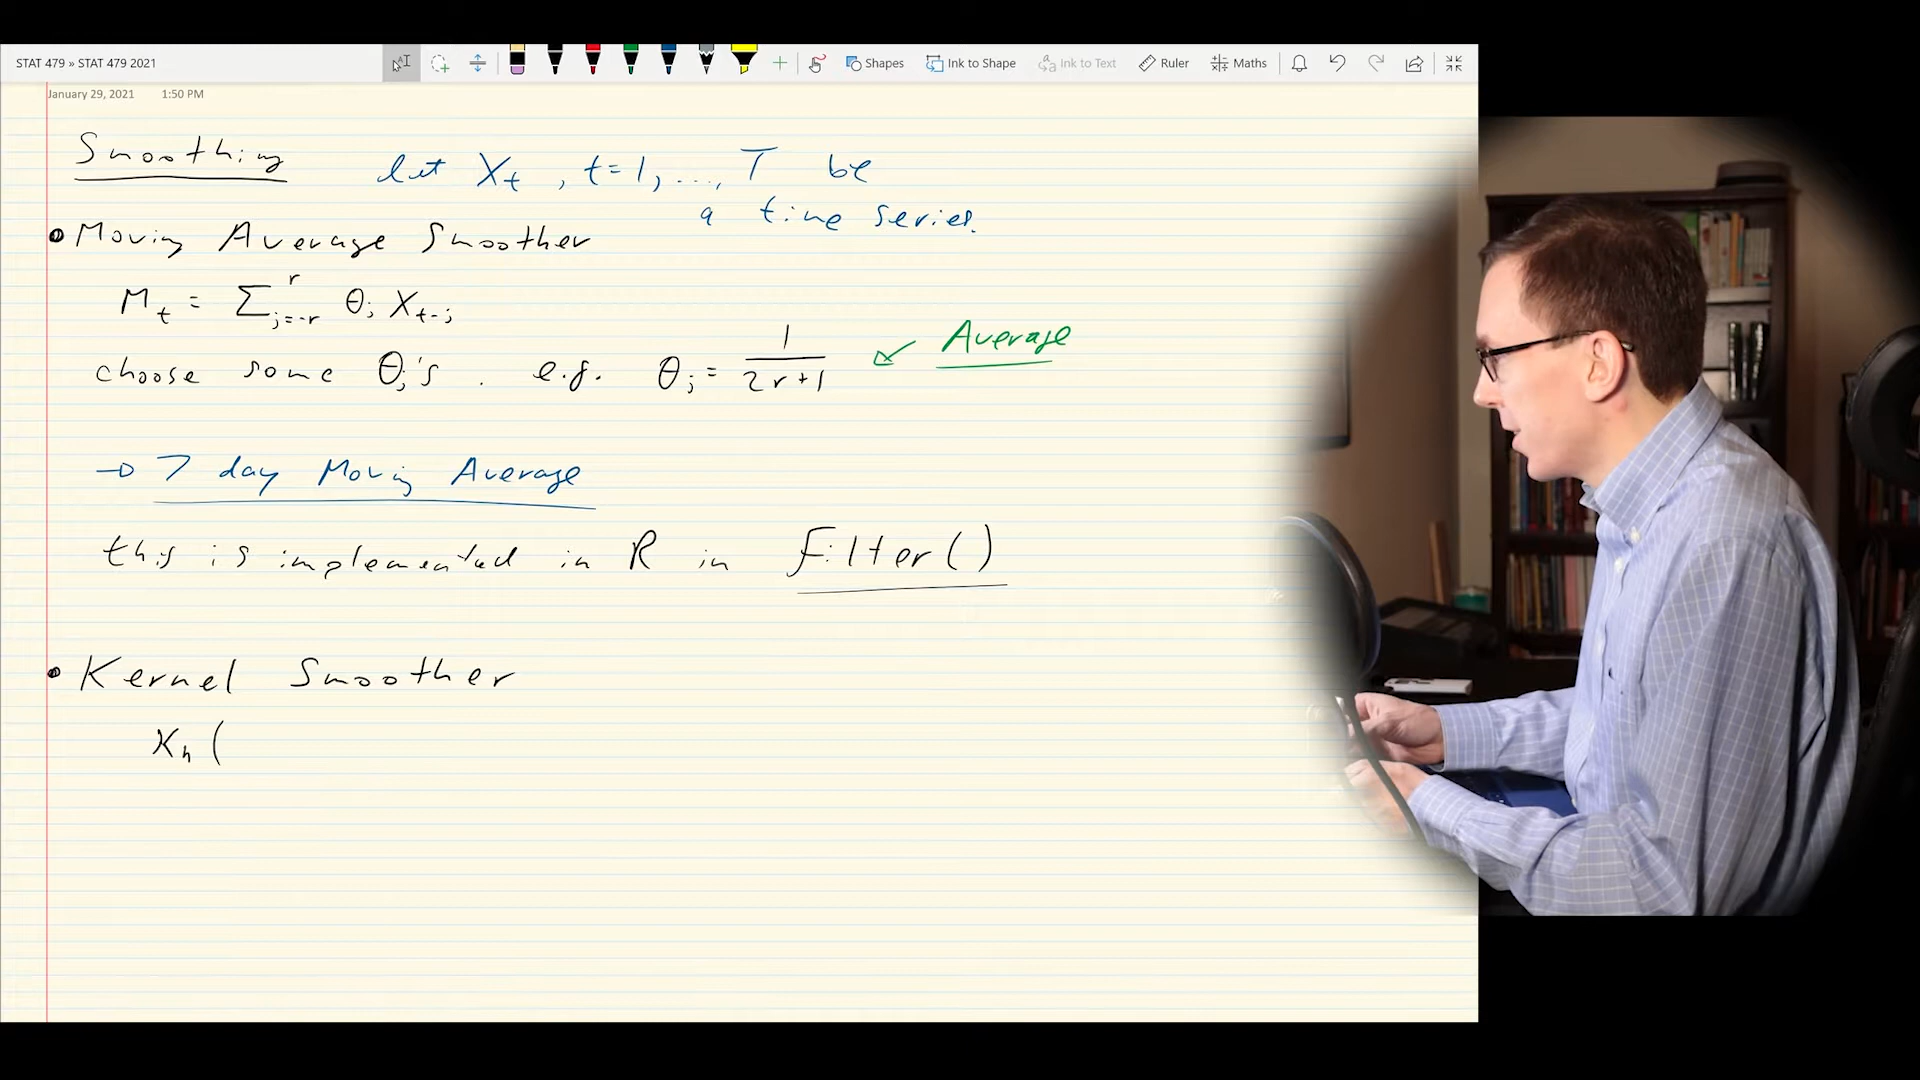 STAT 479 » STAT 479 2021
Shapes Ink to Shape Ink to Text Ruler Maths
January 29, 2021 1:50 PM
Smoothing
let Xₜ, t=1, ..., T be
a time series.
• Moving Average Smoother
Mₜ = ∑ⱼ₌₋ᵣʳ θⱼ Xₜ₋ⱼ
choose some θⱼ's. e.g. θⱼ = 1/(2r+1) ↙ Average
→ 7 day Moving Average
this is implemented in R in filter()
• Kernel Smoother
Kₕ (